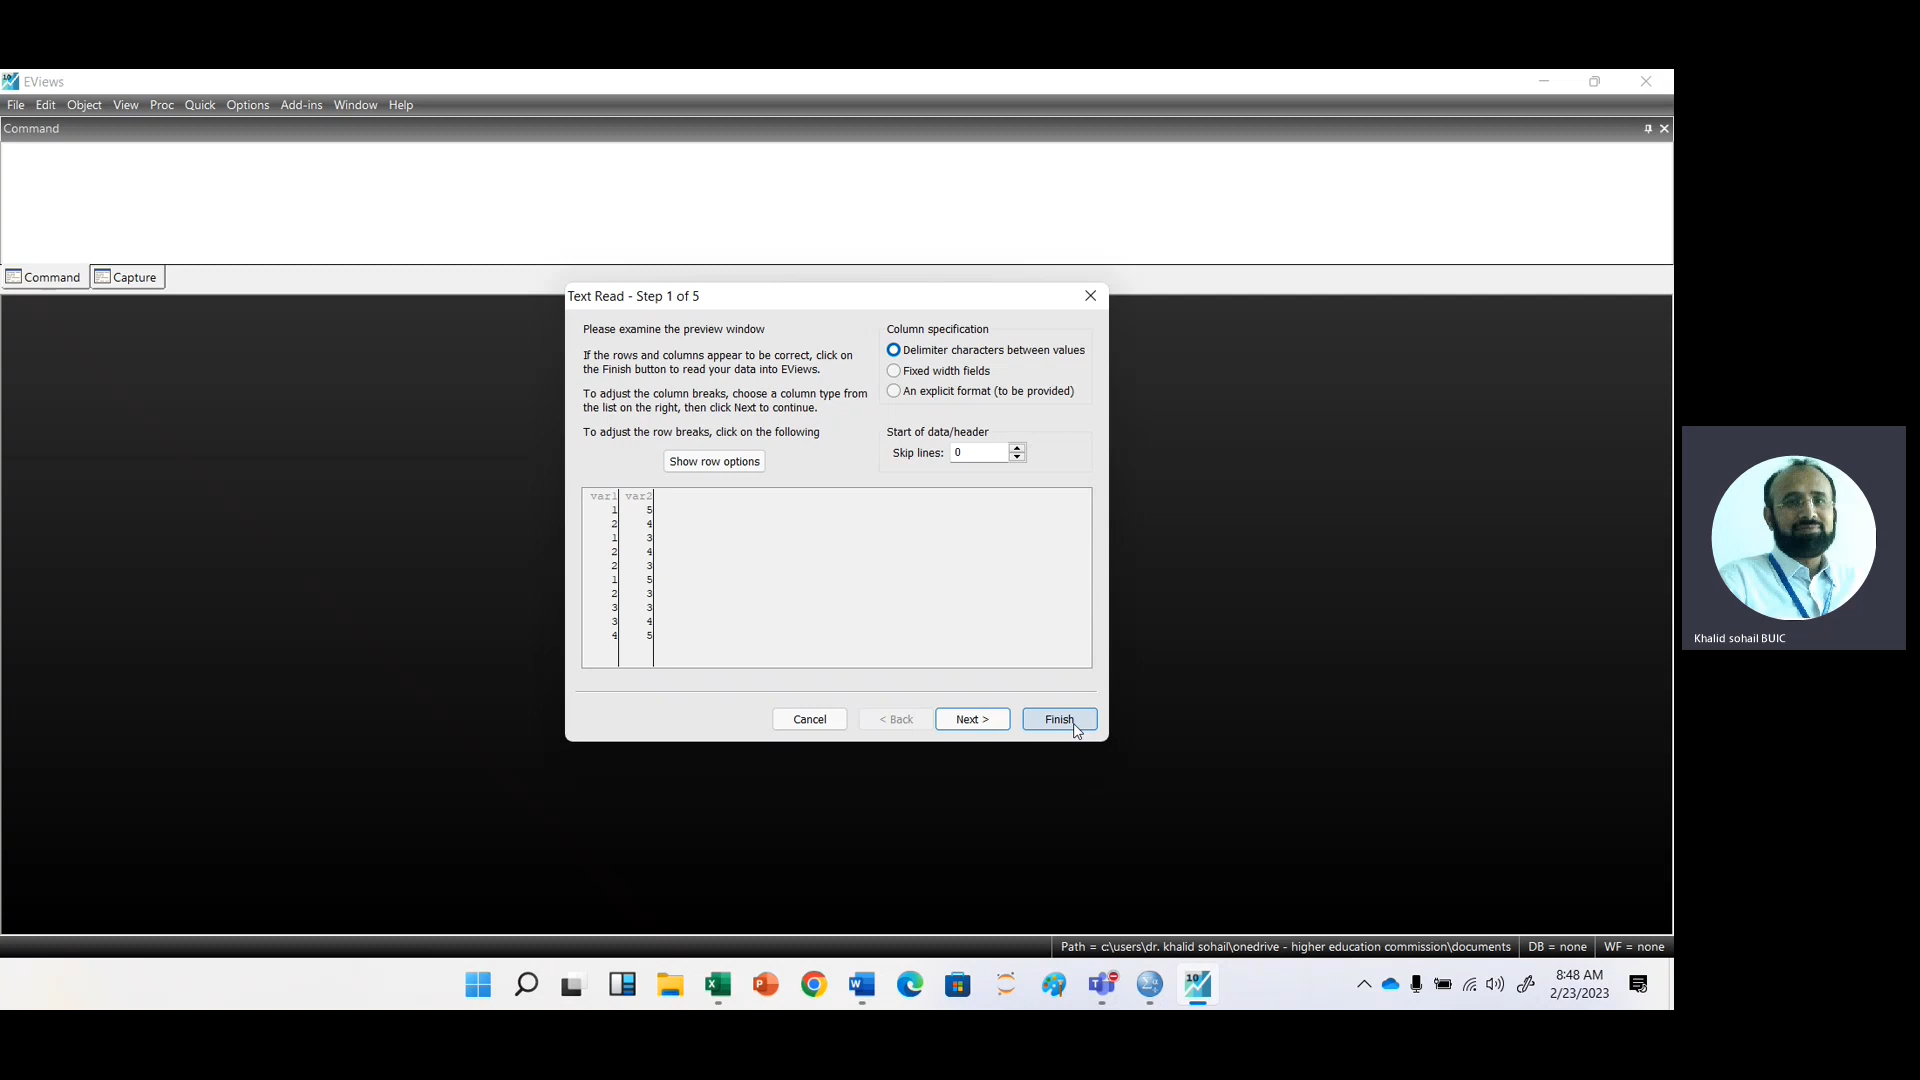 EViews
File Edit Object View Proc Quick Options Add-ins Window Help
Command
Command Capture
Text Read - Step 1 of 5
Please examine the preview window
If the rows and columns appear to be correct, click on
the Finish button to read your data into EViews.
To adjust the column breaks, choose a column type from
the list on the right, then click Next to continue.
To adjust the row breaks, click on the following
Show row options
Column specification
Delimiter characters between values
Fixed width fields
An explicit format (to be provided)
Start of data/header
Skip lines: 0
var1 var2
1 5
2 4
1 3
2 4
2 3
1 5
2 3
3 3
3 4
4 5
Cancel < Back Next > Finish
Khalid sohail BUIC
Path = c:\users\dr. khalid sohail\onedrive - higher education commission\documents DB = none WF = none
8:48 AM
2/23/2023